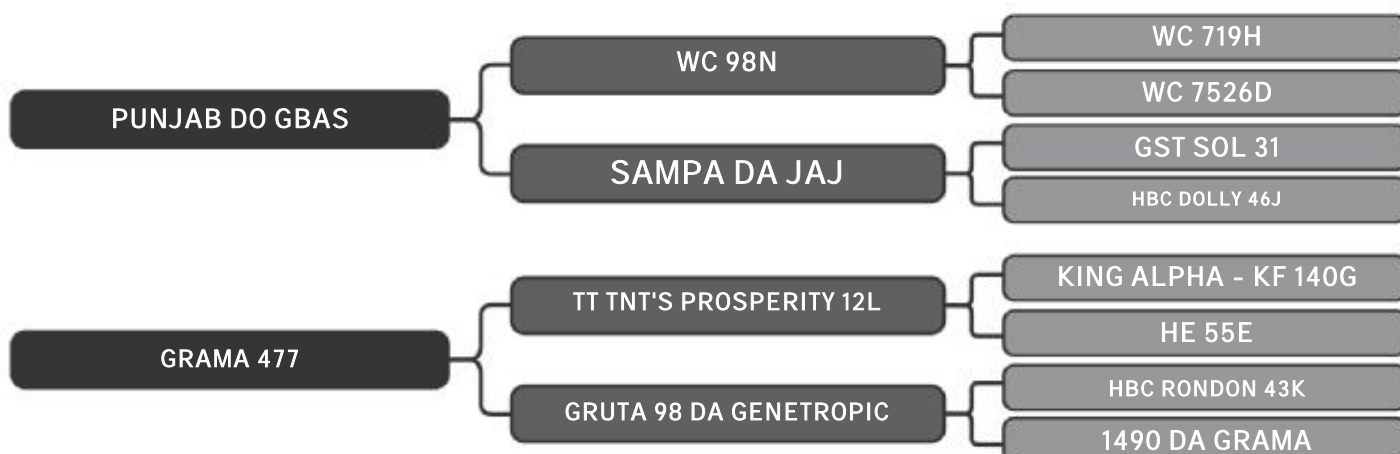 PUNJAB DO GBAS
WC 98N
SAMPA DA JAJ
WC 719H
WC 7526D
GST SOL 31
HBC DOLLY 46J
GRAMA 477
TT TNT'S PROSPERITY 12L
GRUTA 98 DA GENETROPIC
KING ALPHA - KF 140G
HE 55E
HBC RONDON 43K
1490 DA GRAMA